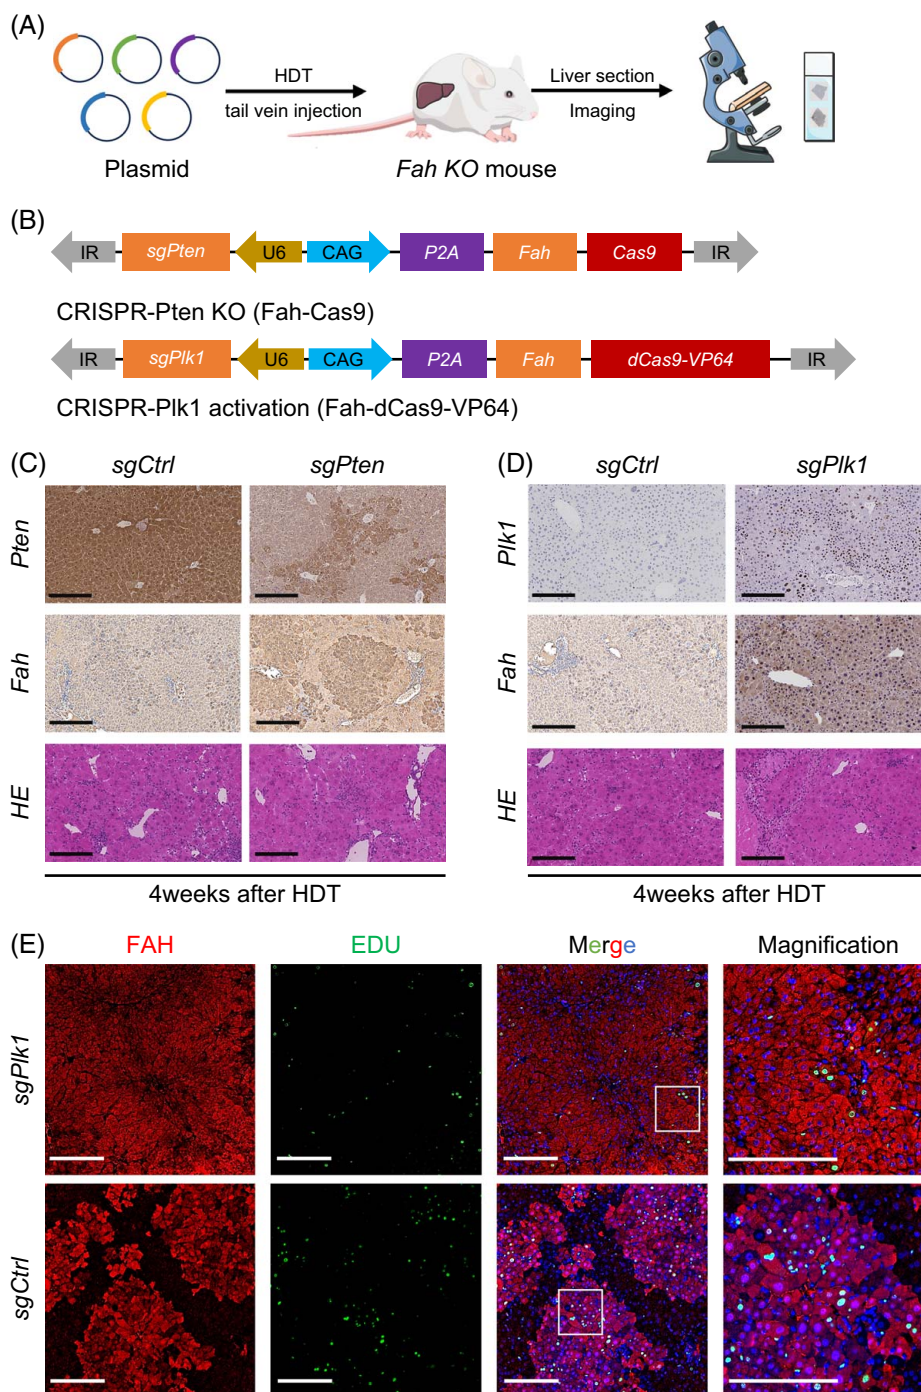 (A)
HDT
tail vein injection
Liver section
Imaging
Plasmid
Fah KO mouse
(B)
IR sgPten U6 CAG P2A Fah Cas9 IR
CRISPR-Pten KO (Fah-Cas9)
IR sgPlk1 U6 CAG P2A Fah dCas9-VP64 IR
CRISPR-Plk1 activation (Fah-dCas9-VP64)
(C)
sgCtrl sgPten
Pten
Fah
HE
4weeks after HDT
(D)
sgCtrl sgPlk1
Plk1
Fah
HE
4weeks after HDT
(E)
FAH EDU Merge Magnification
sgPlk1
sgCtrl